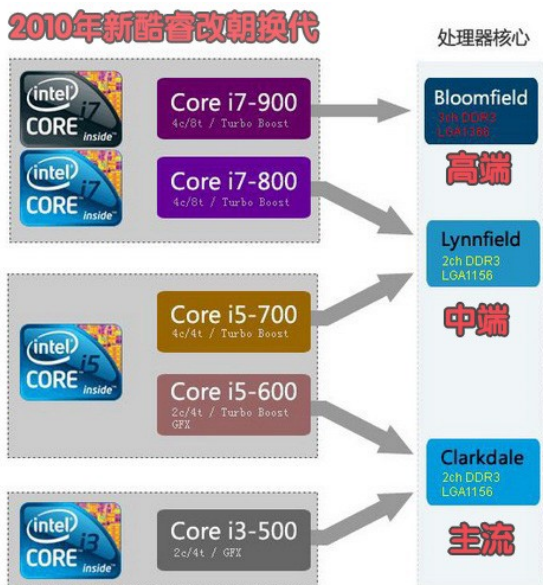 2010年新酷睿改朝换代
处理器核心
intel
i7
CORE
inside™
Core i7-900
4c/8t / Turbo Boost
Bloomfield
3ch DDR3
LGA1366
高端
intel
i7
CORE
inside™
Core i7-800
4c/8t / Turbo Boost
Lynnfield
2ch DDR3
LGA1156
中端
intel
i5
CORE
inside™
Core i5-700
4c/4t / Turbo Boost
Core i5-600
2c/4t / Turbo Boost
GFX
Clarkdale
2ch DDR3
LGA1156
主流
intel
i3
CORE
inside™
Core i3-500
2c/4t / GFX